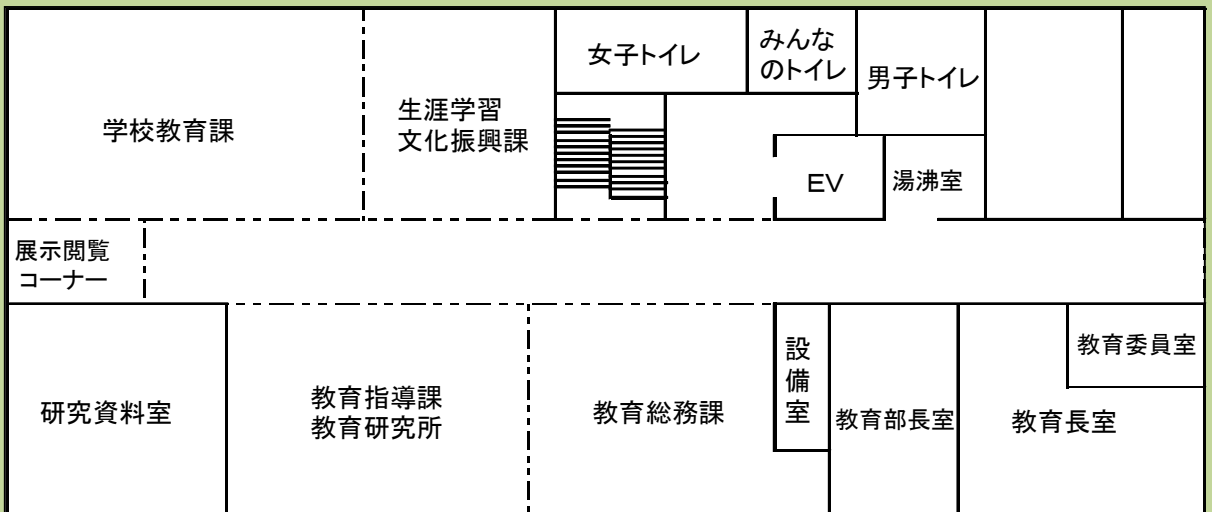 女子トイレ
みんな
のトイレ
男子トイレ
学校教育課
生涯学習
文化振興課
EV
湯沸室
展示閲覧
コーナー
研究資料室
教育指導課
教育研究所
教育総務課
設
備
室
教育部長室
教育長室
教育委員室